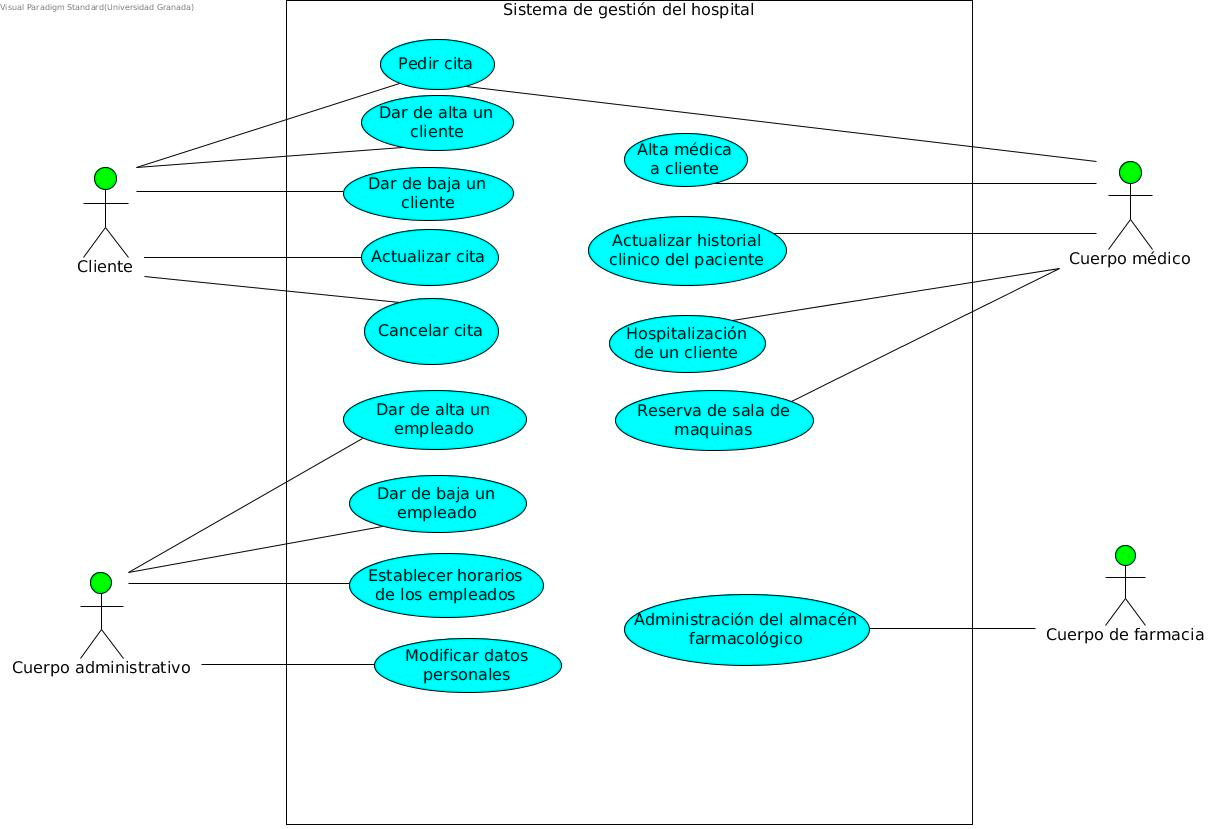 Visual Paradigm Standard(Universidad Granada)
Sistema de gestión del hospital
Pedir cita
Dar de alta un
cliente
Alta médica
a cliente
Dar de baja un
cliente
Actualizar cita
Cliente
Actualizar historial
clinico del paciente
Cuerpo médico
Cancelar cita
Hospitalización
de un cliente
Dar de alta un
empleado
Reserva de sala de
maquinas
Dar de baja un
empleado
Establecer horarios
de los empleados
Administración del almacén
farmacológico
Cuerpo de farmacia
Cuerpo administrativo
Modificar datos
personales